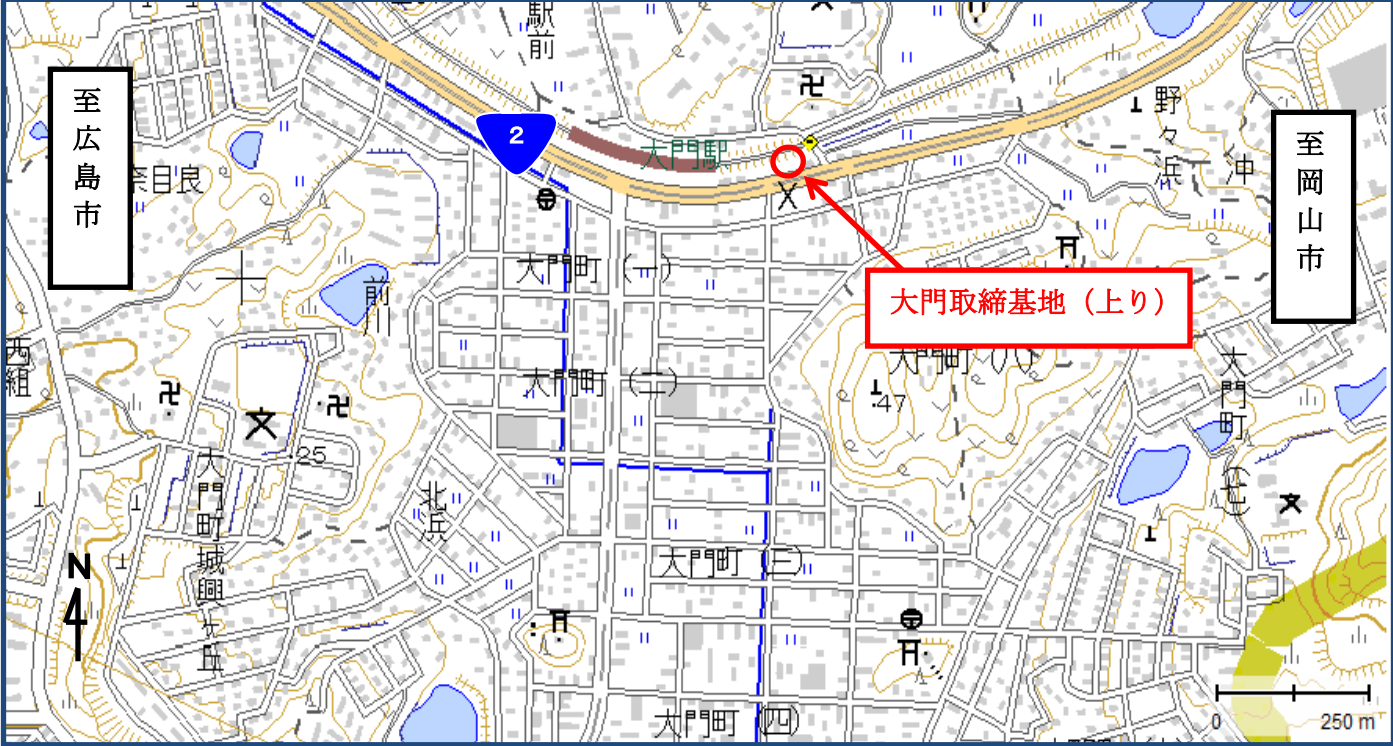 駅前
至広島市
2
大門駅
野々浜
沖
至岡山市
奈良目
前川
大門町（一）
大門取締基地（上り）
西組
大門町（二）
大門町（八）
47
大門町（七）
25
大門町城興ヶ丘
北浜
大門町（三）
N
大門町（四）
0
250 m